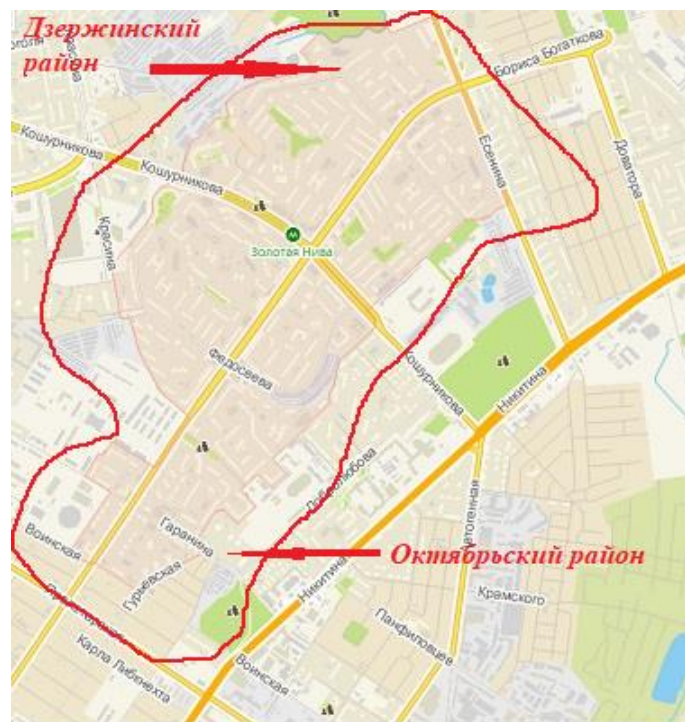 Дзержинский
район
Бориса Богаткова
Кошурникова
Кошурникова
Есенина
Доватора
Красина
Золотая Нива
Федосеева
Кошурникова
Никитина
Добролюбова
Воинская
Гаранина
Октябрьский район
Гурьевская
Никитина
Крамского
Панфиловцев
Карла Либкнехта
Воинская